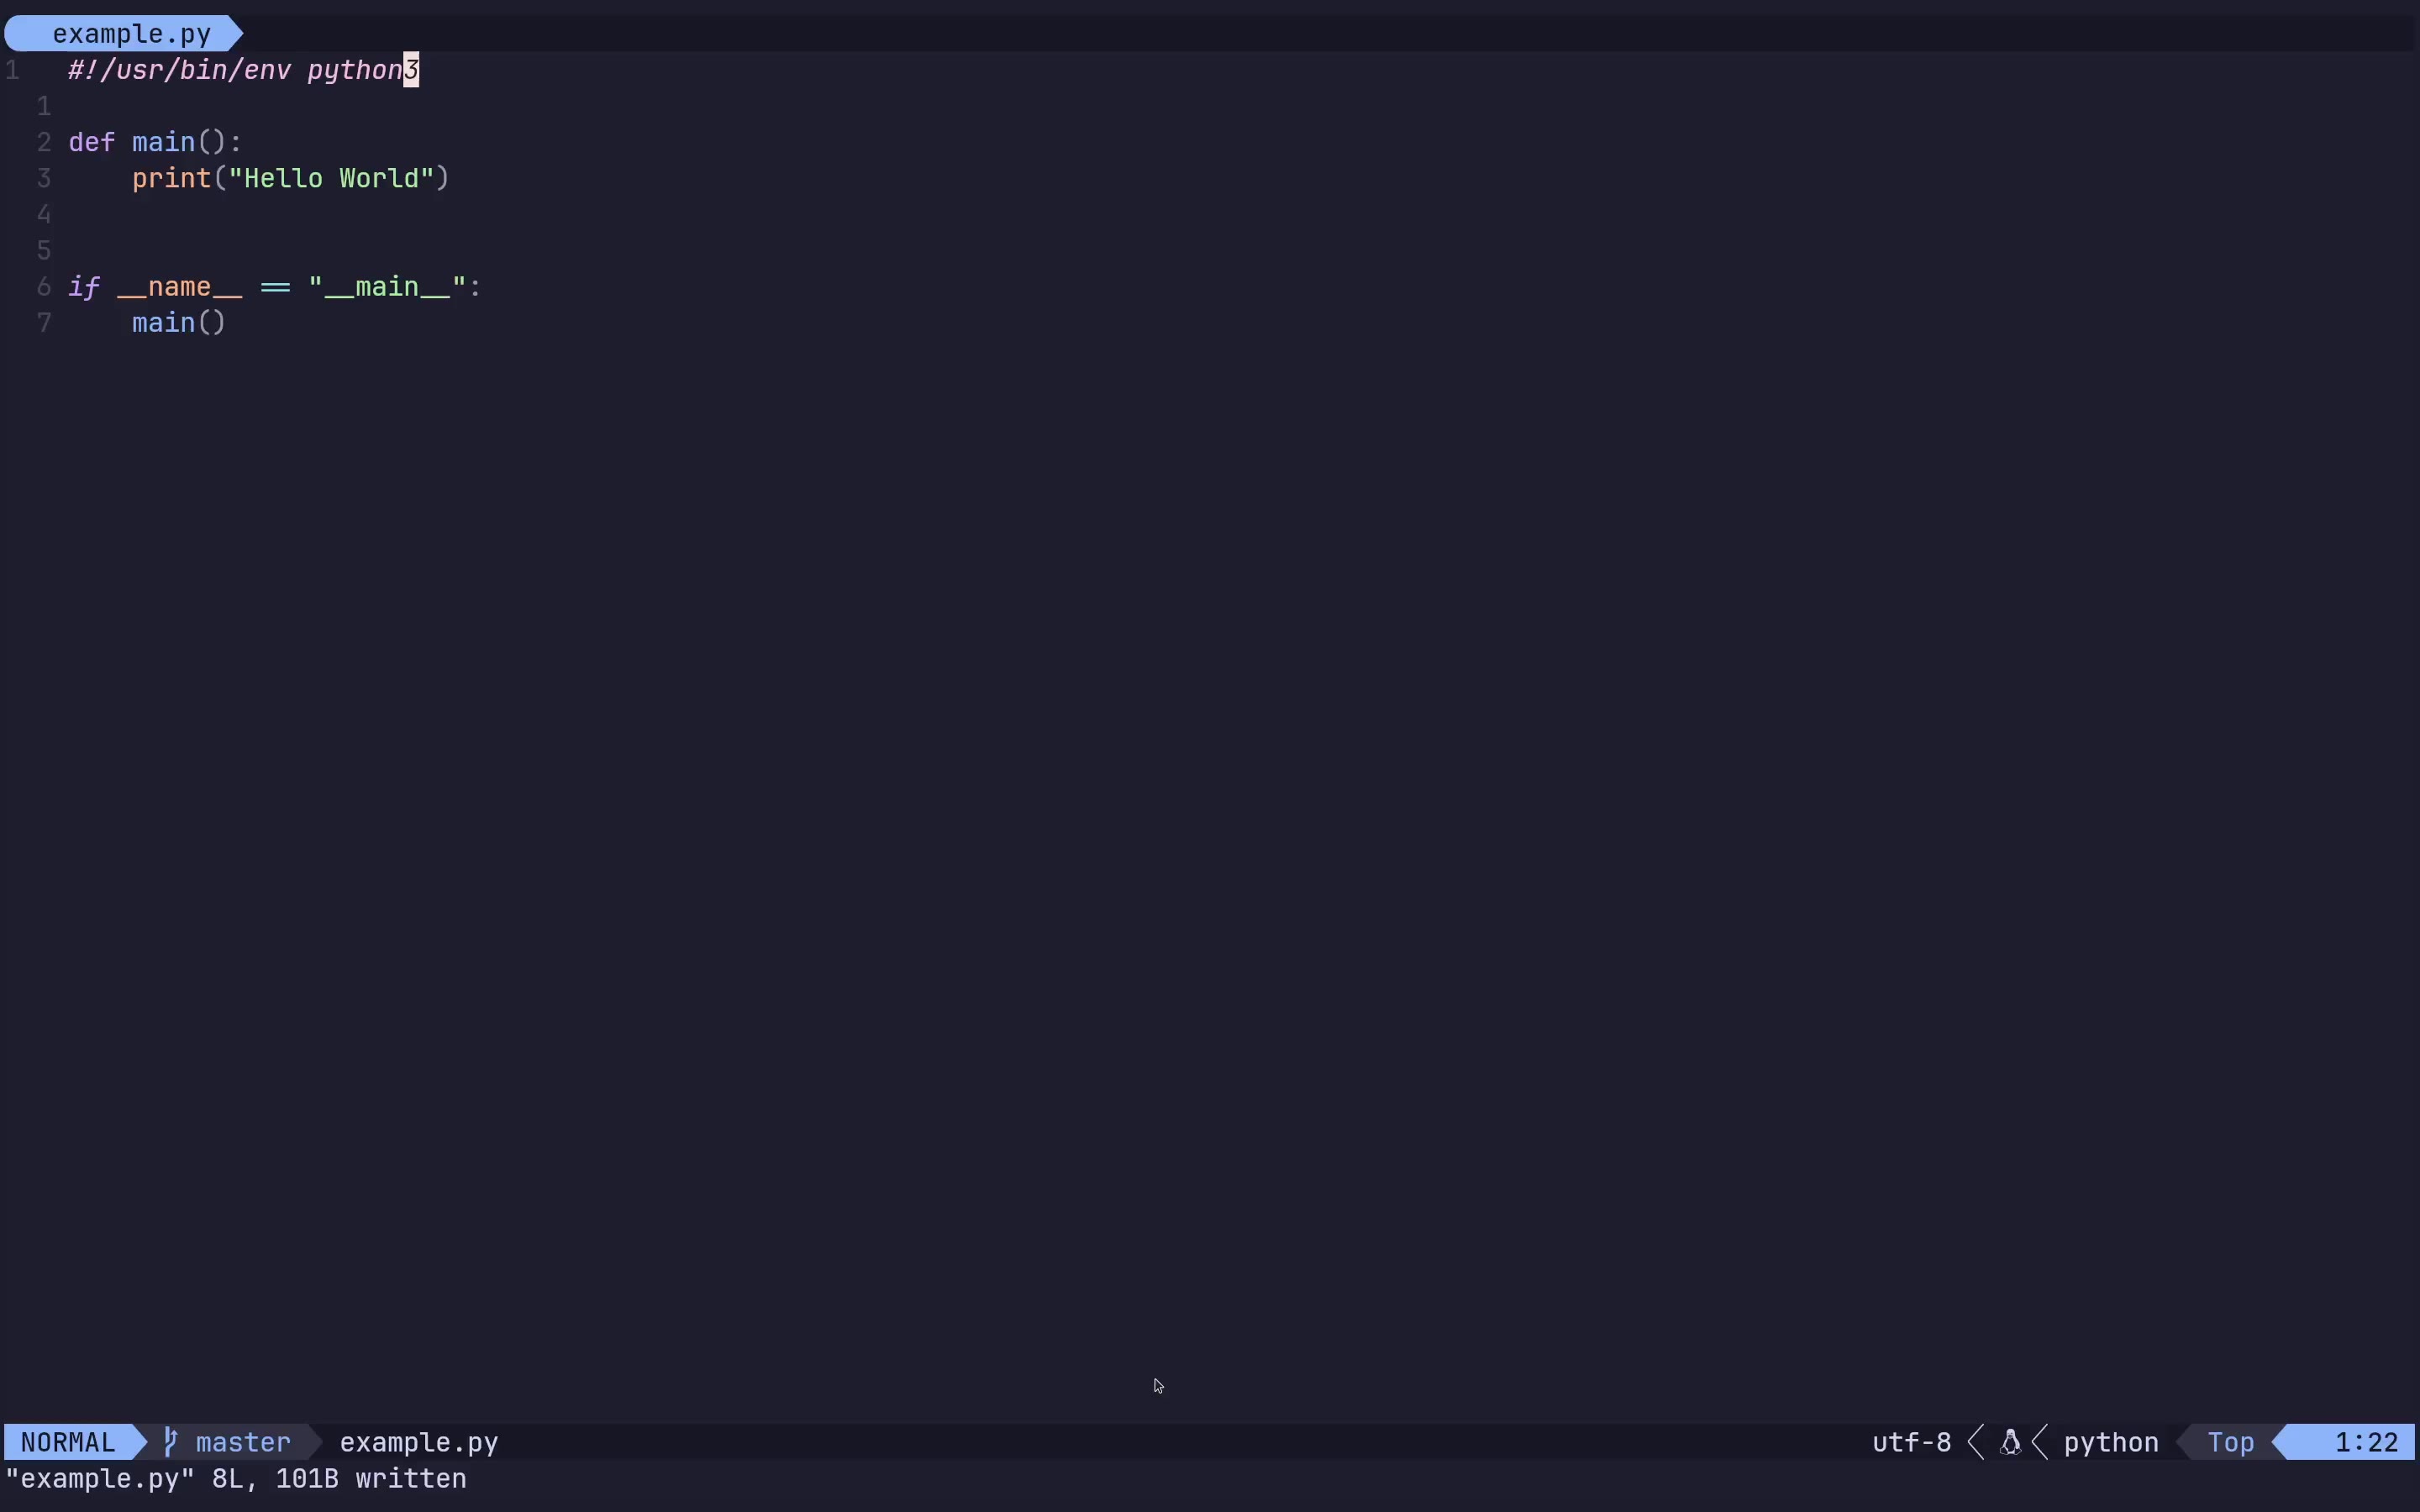 example.py
1 #!/usr/bin/env python3
1
2 def main():
3     print("Hello World")
4
5
6 if __name__ == "__main__":
7     main()
NORMAL master example.py utf-8 python Top 1:22
"example.py" 8L, 101B written